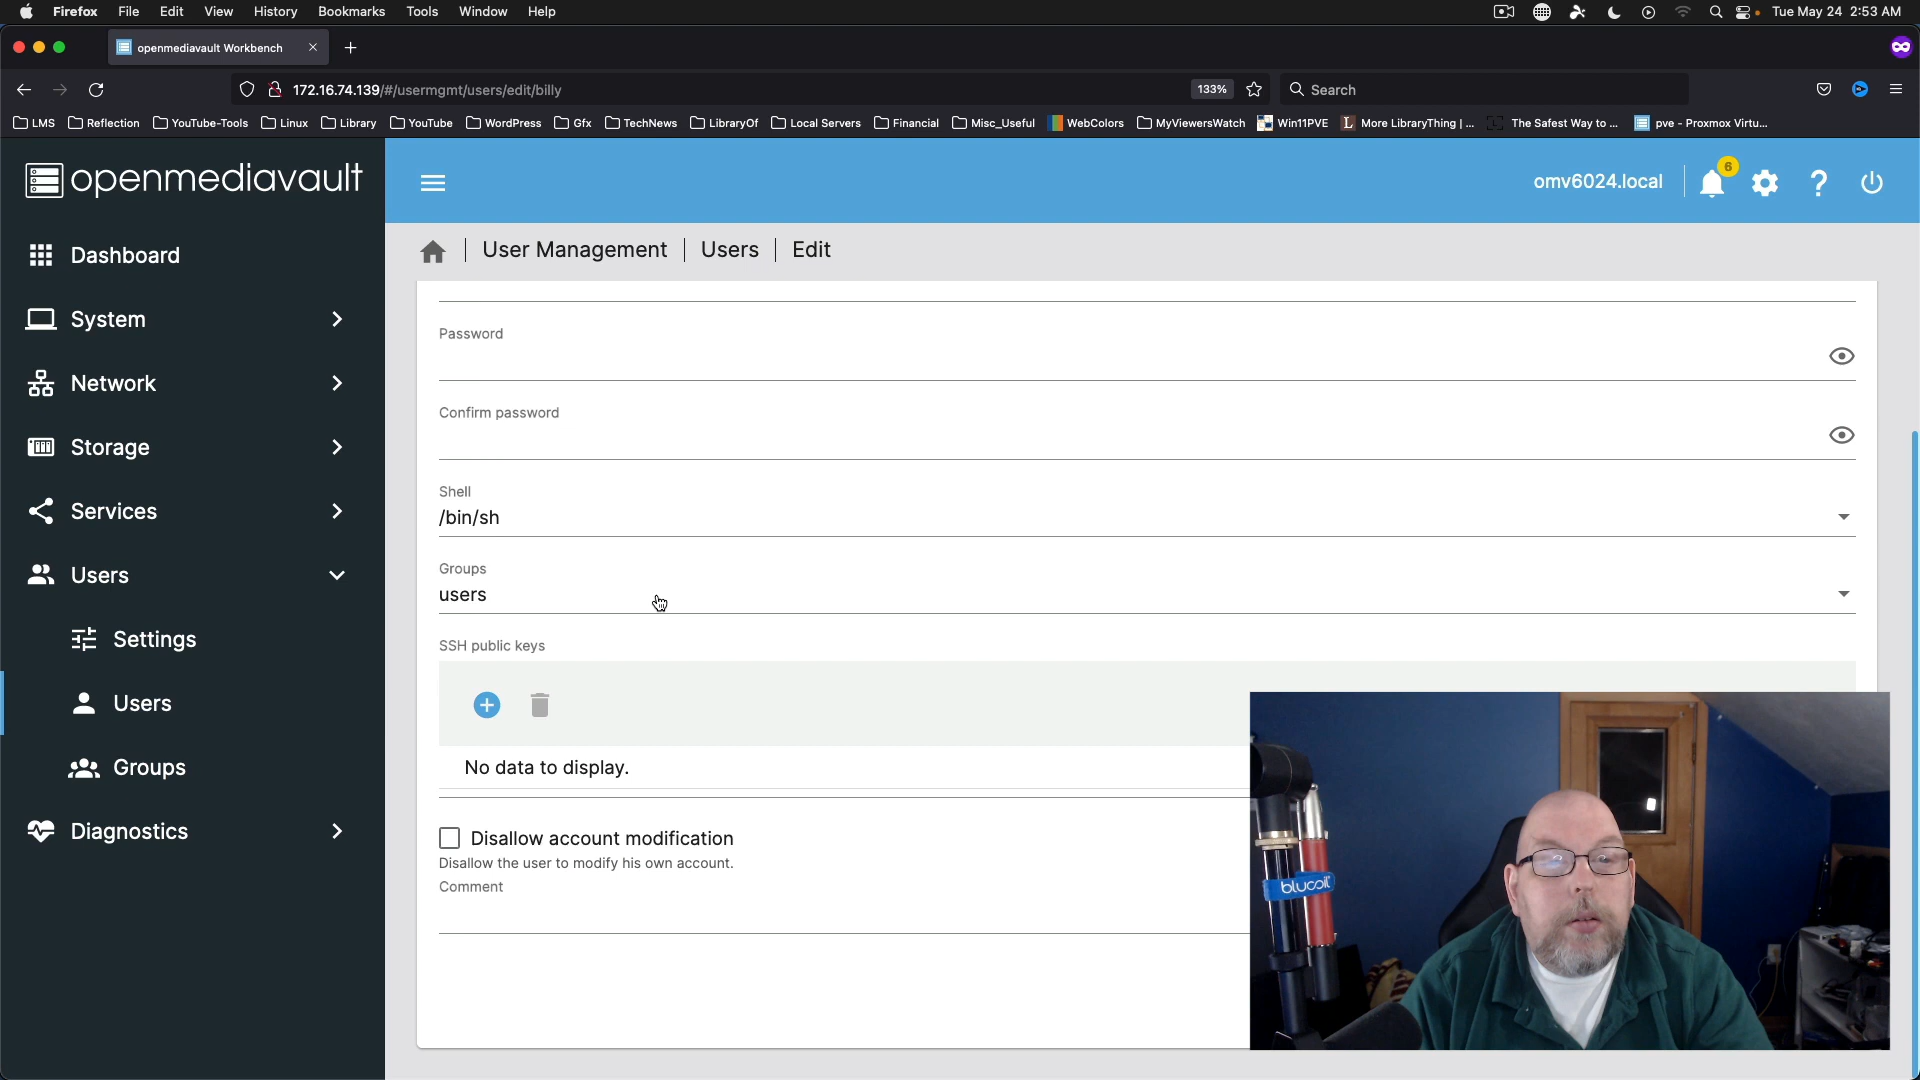 Firefox File Edit View History Bookmarks Tools Window Help Tue May 24 2:53 AM
openmediavault Workbench
172.16.74.139/#/usermgmt/users/edit/billy 133% Search
LMS Reflection YouTube-Tools Linux Library YouTube WordPress Gfx TechNews LibraryOf Local Servers Financial Misc_Useful WebColors MyViewersWatch Win11PVE More LibraryThing | ... The Safest Way to ... pve - Proxmox Virtu...
openmediavault
omv6024.local 6
User Management | Users | Edit
Dashboard
System
Network
Storage
Services
Users
Settings
Users
Groups
Diagnostics
Password
Confirm password
Shell
/bin/sh
Groups
users
SSH public keys
No data to display.
Disallow account modification
Disallow the user to modify his own account.
Comment
blucoil